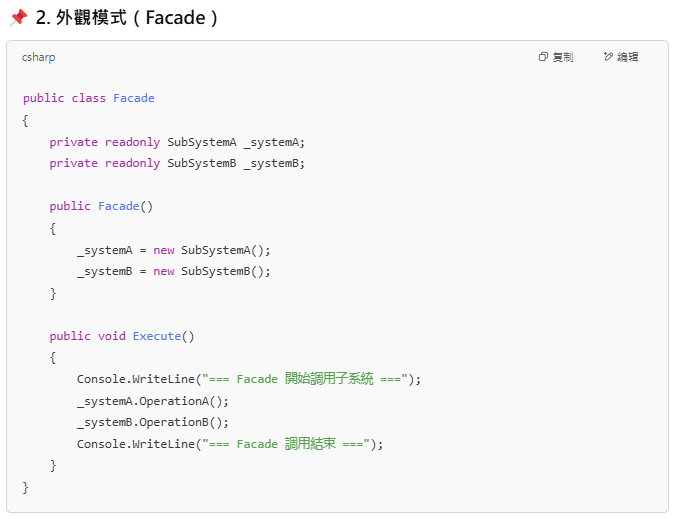 📌 2. 外觀模式（Facade）
csharp
复制
编辑
public class Facade
{
    private readonly SubSystemA _systemA;
    private readonly SubSystemB _systemB;

    public Facade()
    {
        _systemA = new SubSystemA();
        _systemB = new SubSystemB();
    }

    public void Execute()
    {
        Console.WriteLine("=== Facade 開始調用子系統 ===");
        _systemA.OperationA();
        _systemB.OperationB();
        Console.WriteLine("=== Facade 調用結束 ===");
    }
}